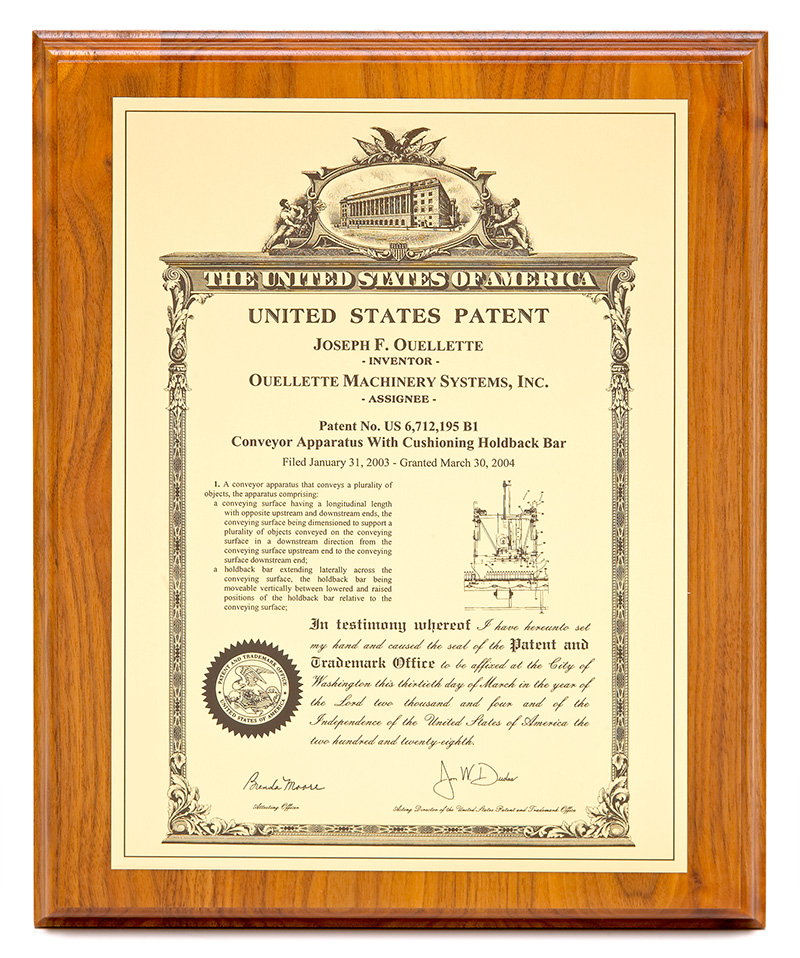 THE UNITED STATES OF AMERICA
UNITED STATES PATENT
JOSEPH F. OUELLETTE
- INVENTOR -
OUELLETTE MACHINERY SYSTEMS, INC.
- ASSIGNEE -
Patent No. US 6,712,195 B1
Conveyor Apparatus With Cushioning Holdback Bar
Filed January 31, 2003 - Granted March 30, 2004
1. A conveyor apparatus that conveys a plurality of
objects, the apparatus comprising:
a conveying surface having a longitudinal length
with opposite upstream and downstream ends, the
conveying surface being dimensioned to support a
plurality of objects conveyed on the conveying
surface in a downstream direction from the
conveying surface upstream end to the conveying
surface downstream end;
a holdback bar extending laterally across the
conveying surface, the holdback bar being
moveable vertically between lowered and raised
positions of the holdback bar relative to the
conveying surface;
In testimony whereof I have hereunto set
my hand and caused the seal of the Patent and
Trademark Office to be affixed at the City of
Washington this thirtieth day of March in the year of
the Lord two thousand and four and of the
Independence of the United States of America the
two hundred and twenty-eighth.
PATENT AND TRADEMARK OFFICE
UNITED STATES OF AMERICA
Brenda Moore
Attesting Officer
Jon W. Dudas
Acting Director of the United States Patent and Trademark Office